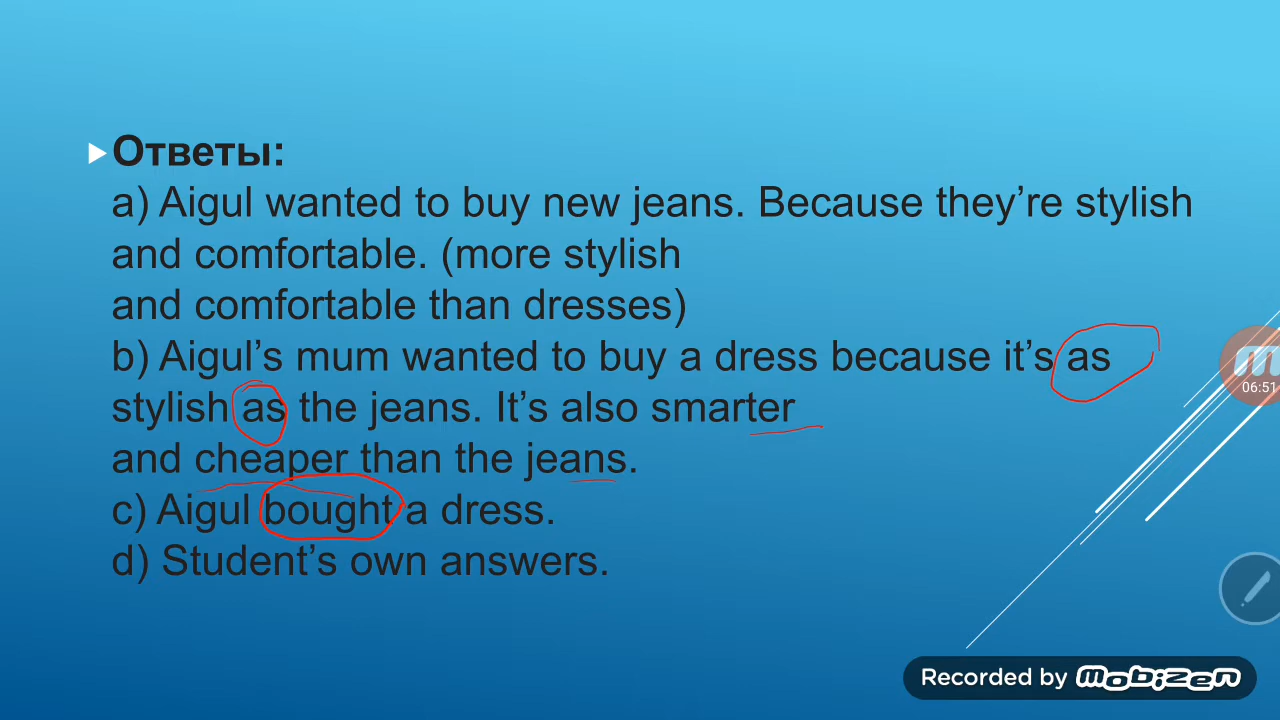 Ответы:
a) Aigul wanted to buy new jeans. Because they’re stylish
and comfortable. (more stylish
and comfortable than dresses)
b) Aigul’s mum wanted to buy a dress because it’s as
stylish as the jeans. It’s also smarter
and cheaper than the jeans.
c) Aigul bought a dress.
d) Student’s own answers.
06:51
Recorded by mobizen